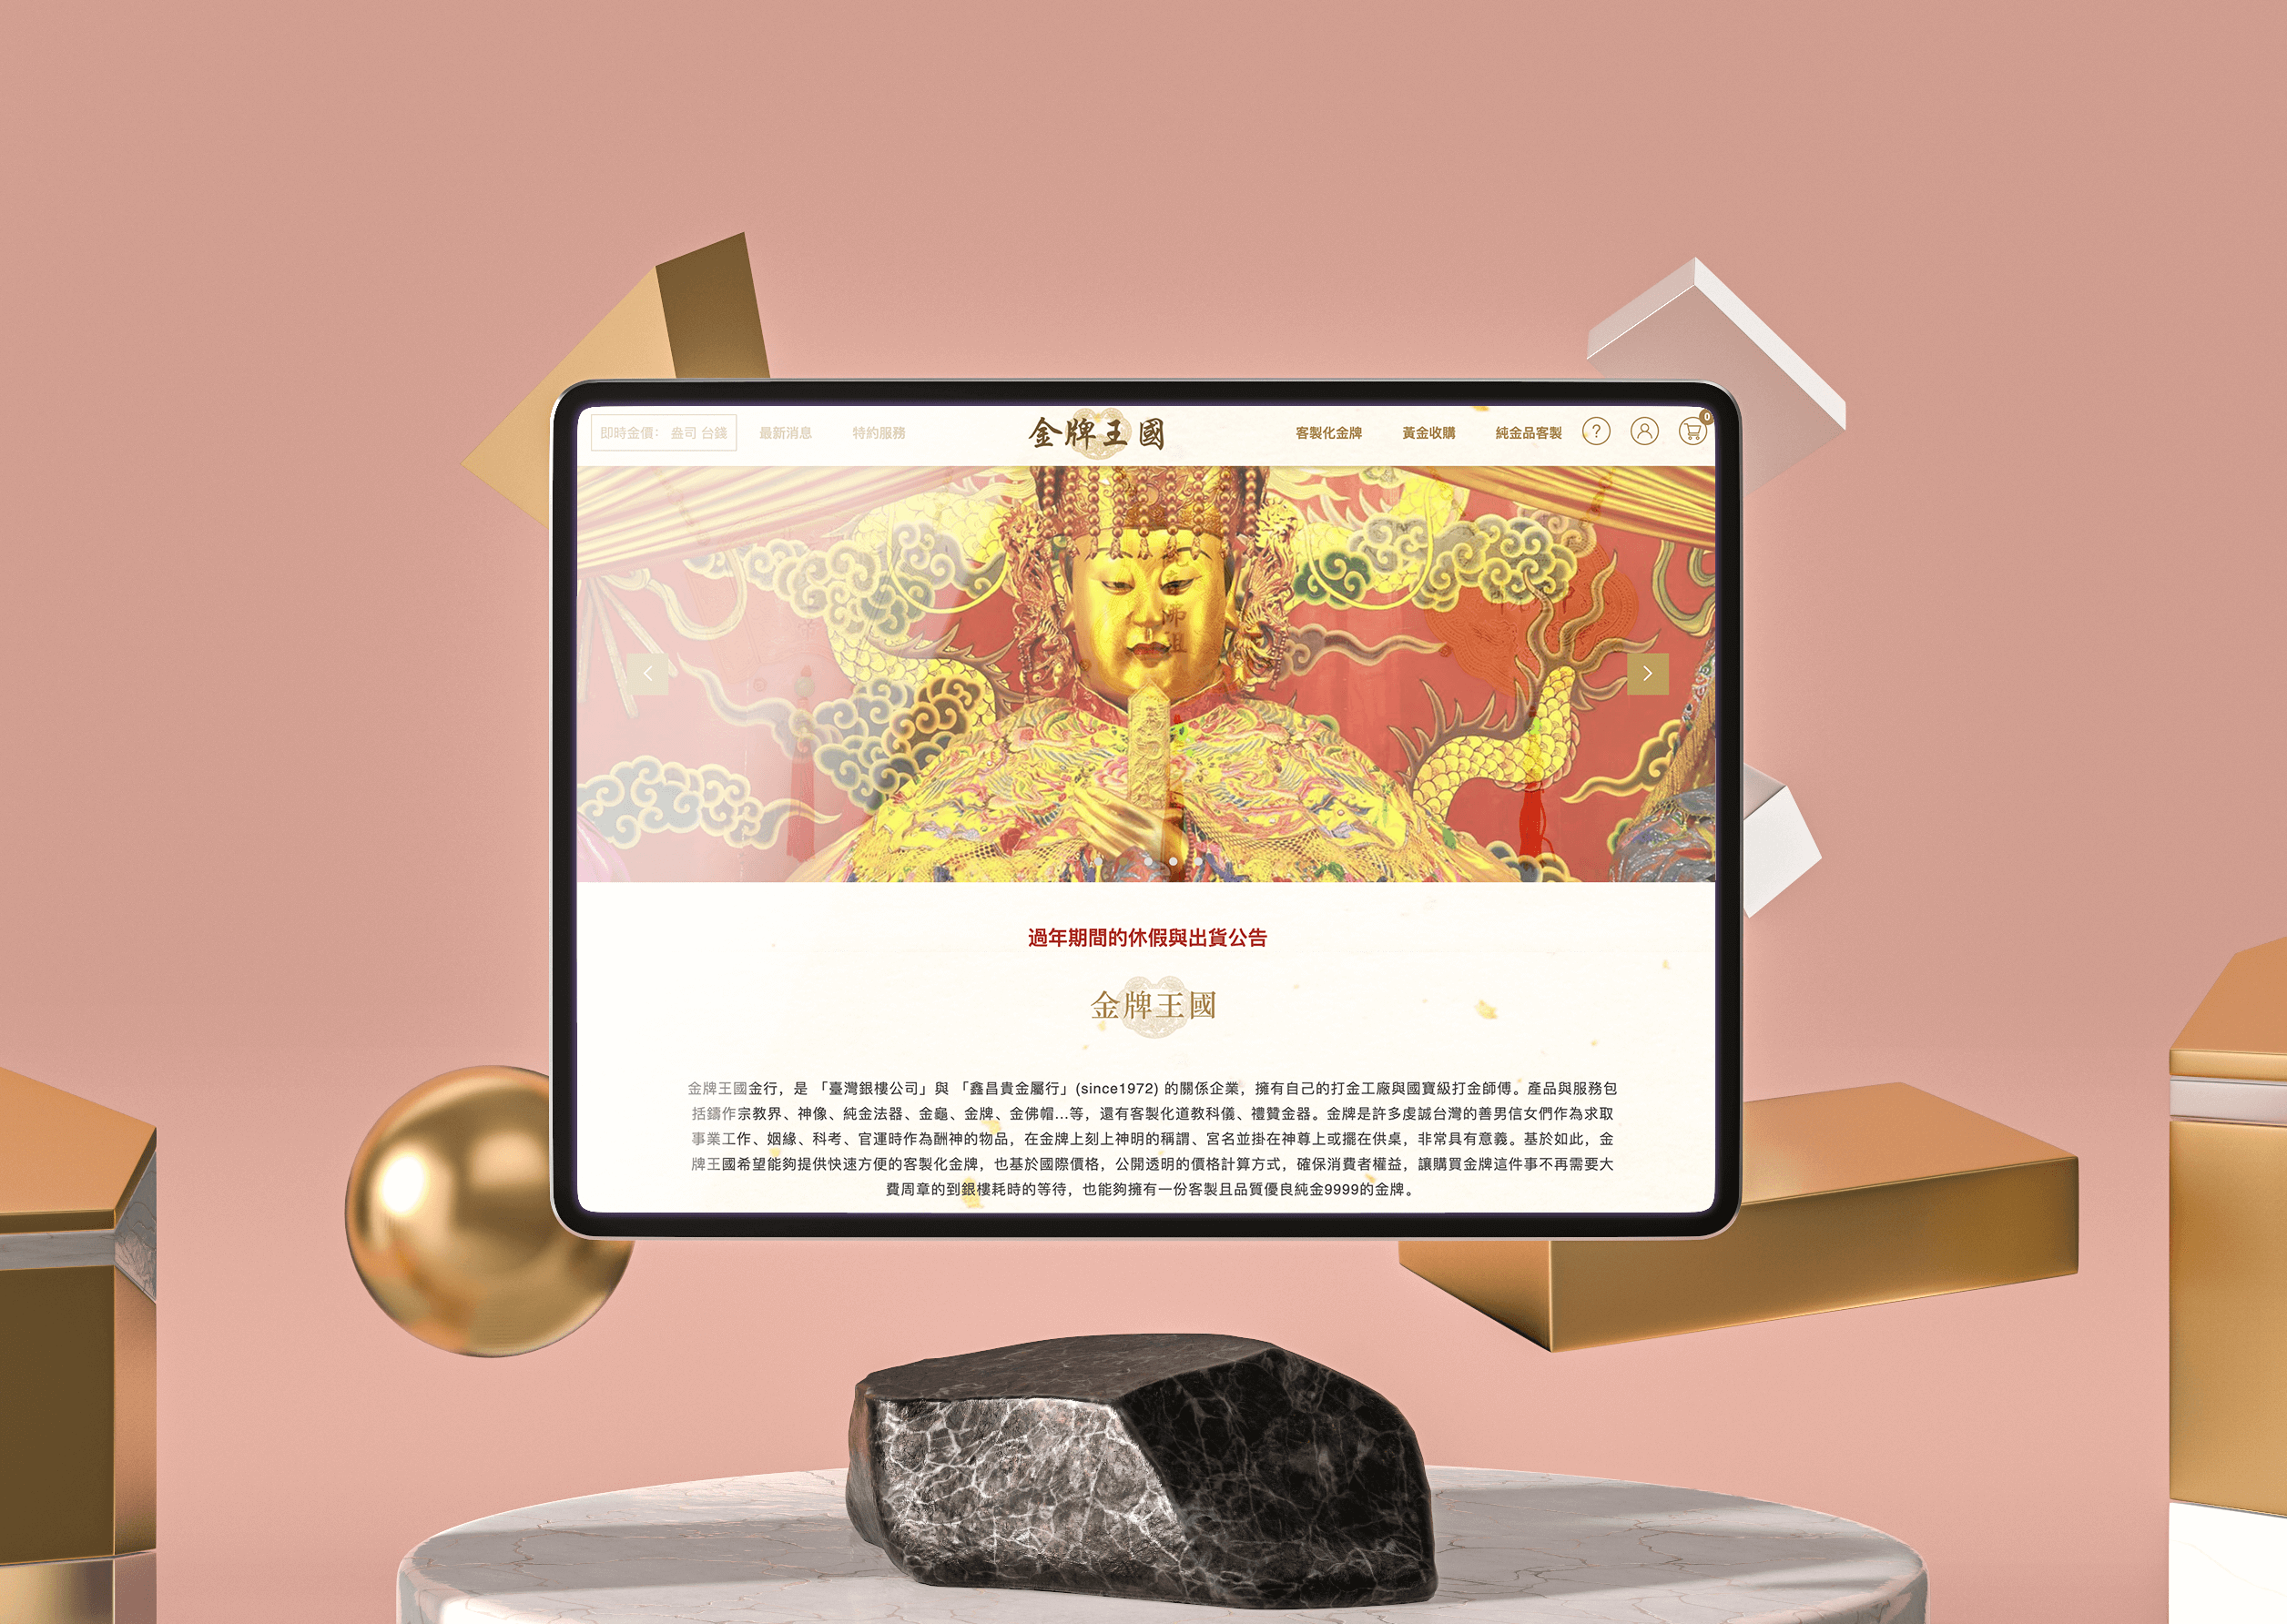 即時金價： 盎司 台錢 最新消息 特約服務 金牌王國 客製化金牌 黃金收購 純金品客製 ? 0
佛
祖
過年期間的休假與出貨公告
金牌王國
金牌王國金行，是 「臺灣銀樓公司」與 「鑫昌貴金屬行」(since1972) 的關係企業，擁有自己的打金工廠與國寶級打金師傅。產品與服務包
括鑄作宗教界、神像、純金法器、金龜、金牌、金佛帽...等，還有客製化道教科儀、禮贊金器。金牌是許多虔誠台灣的善男信女們作為求取
事業工作、姻緣、科考、官運時作為酬神的物品，在金牌上刻上神明的稱謂、宮名並掛在神尊上或擺在供桌，非常具有意義。基於如此，金
牌王國希望能夠提供快速方便的客製化金牌，也基於國際價格，公開透明的價格計算方式，確保消費者權益，讓購買金牌這件事不再需要大
費周章的到銀樓耗時的等待，也能夠擁有一份客製且品質優良純金9999的金牌。